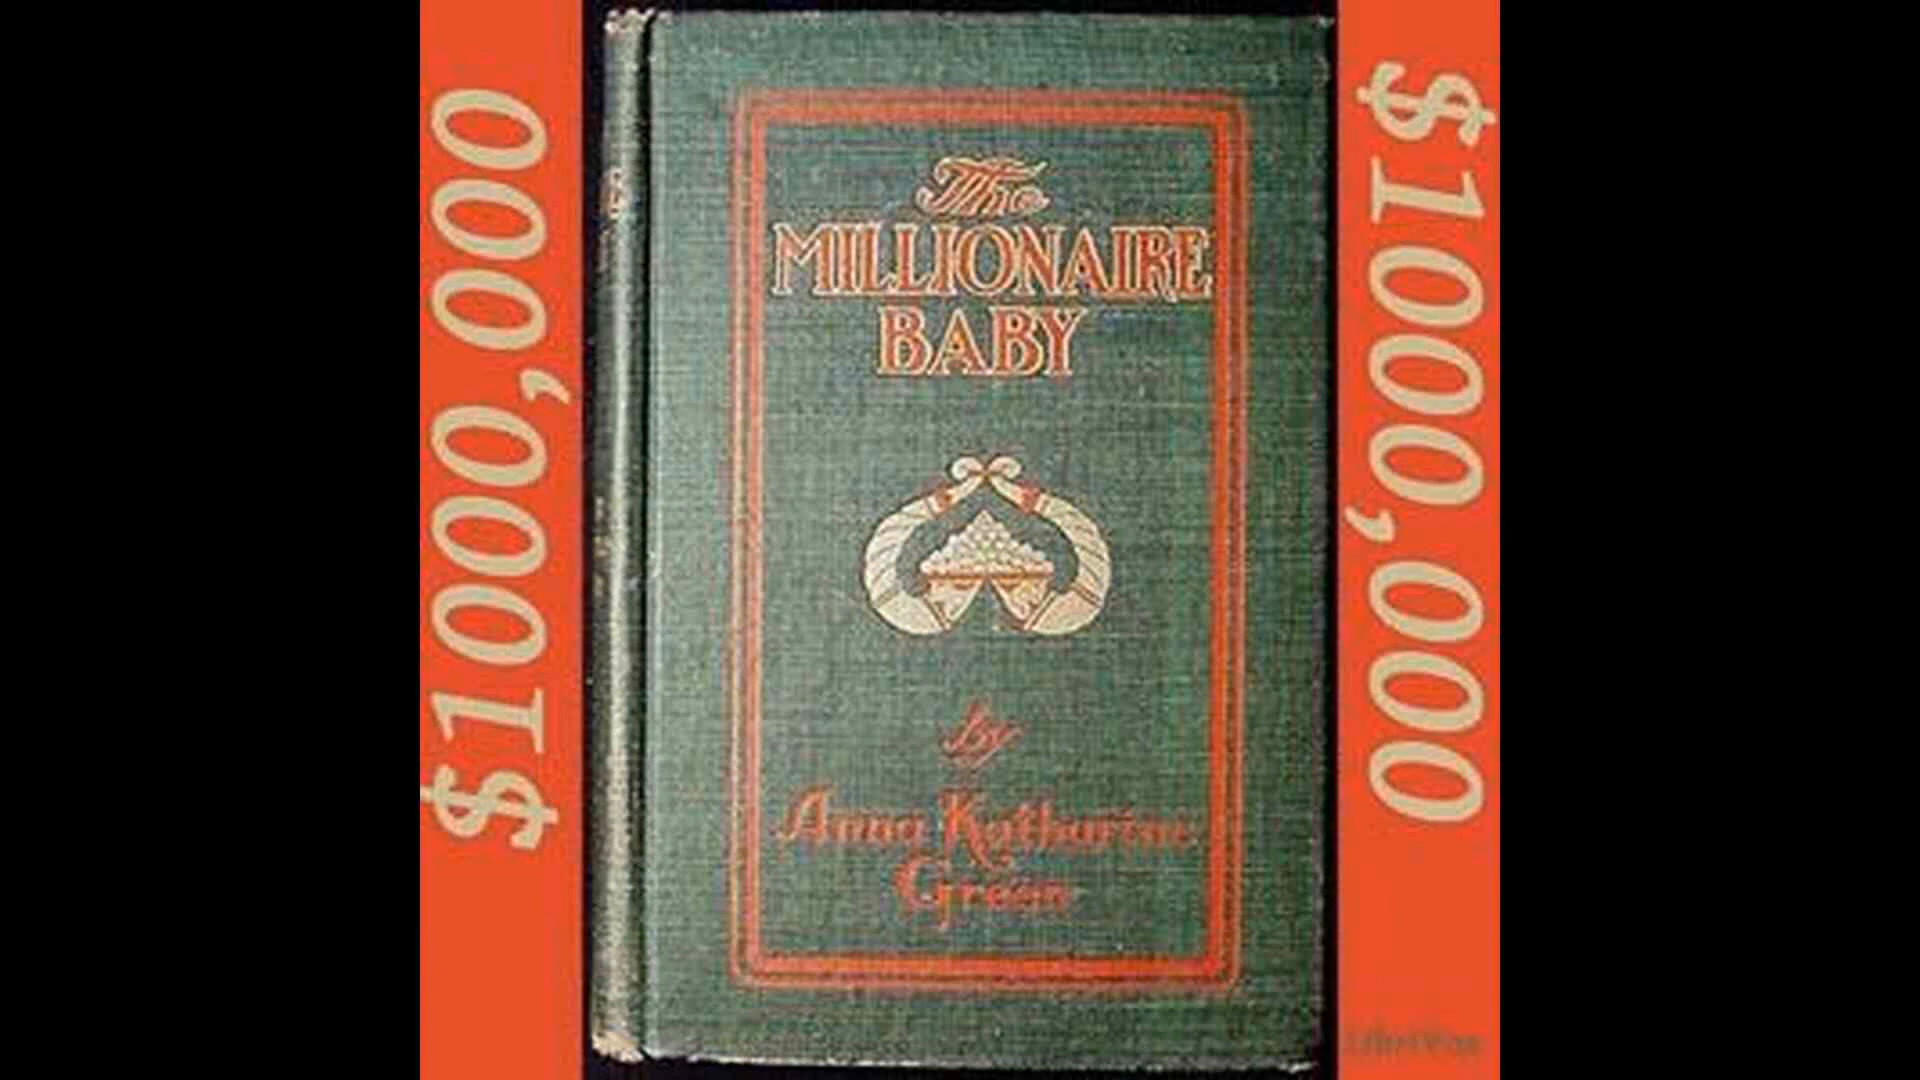 $1000,000
The
MILLIONAIRE
BABY
by
Anna Katharine
Green
$1000,000